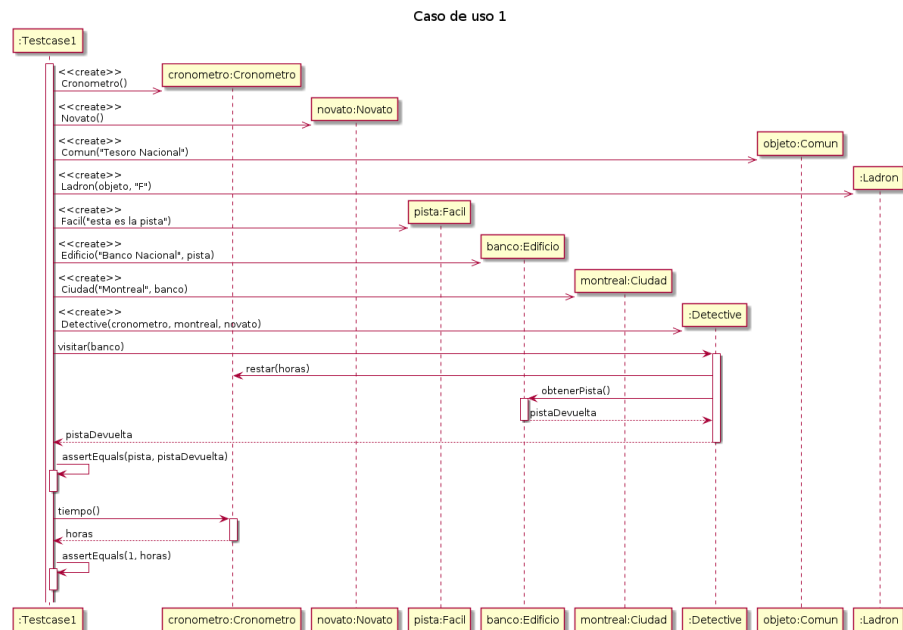 Caso de uso 1
:Testcase1
<<create>>
Cronometro()
cronometro:Cronometro
<<create>>
Novato()
novato:Novato
<<create>>
Comun("Tesoro Nacional")
objeto:Comun
<<create>>
Ladron(objeto, "F")
:Ladron
<<create>>
Facil("esta es la pista")
pista:Facil
<<create>>
Edificio("Banco Nacional", pista)
banco:Edificio
<<create>>
Ciudad("Montreal", banco)
montreal:Ciudad
<<create>>
Detective(cronometro, montreal, novato)
:Detective
visitar(banco)
restar(horas)
obtenerPista()
pistaDevuelta
pistaDevuelta
assertEquals(pista, pistaDevuelta)
tiempo()
horas
assertEquals(1, horas)
:Testcase1
cronometro:Cronometro
novato:Novato
pista:Facil
banco:Edificio
montreal:Ciudad
:Detective
objeto:Comun
:Ladron